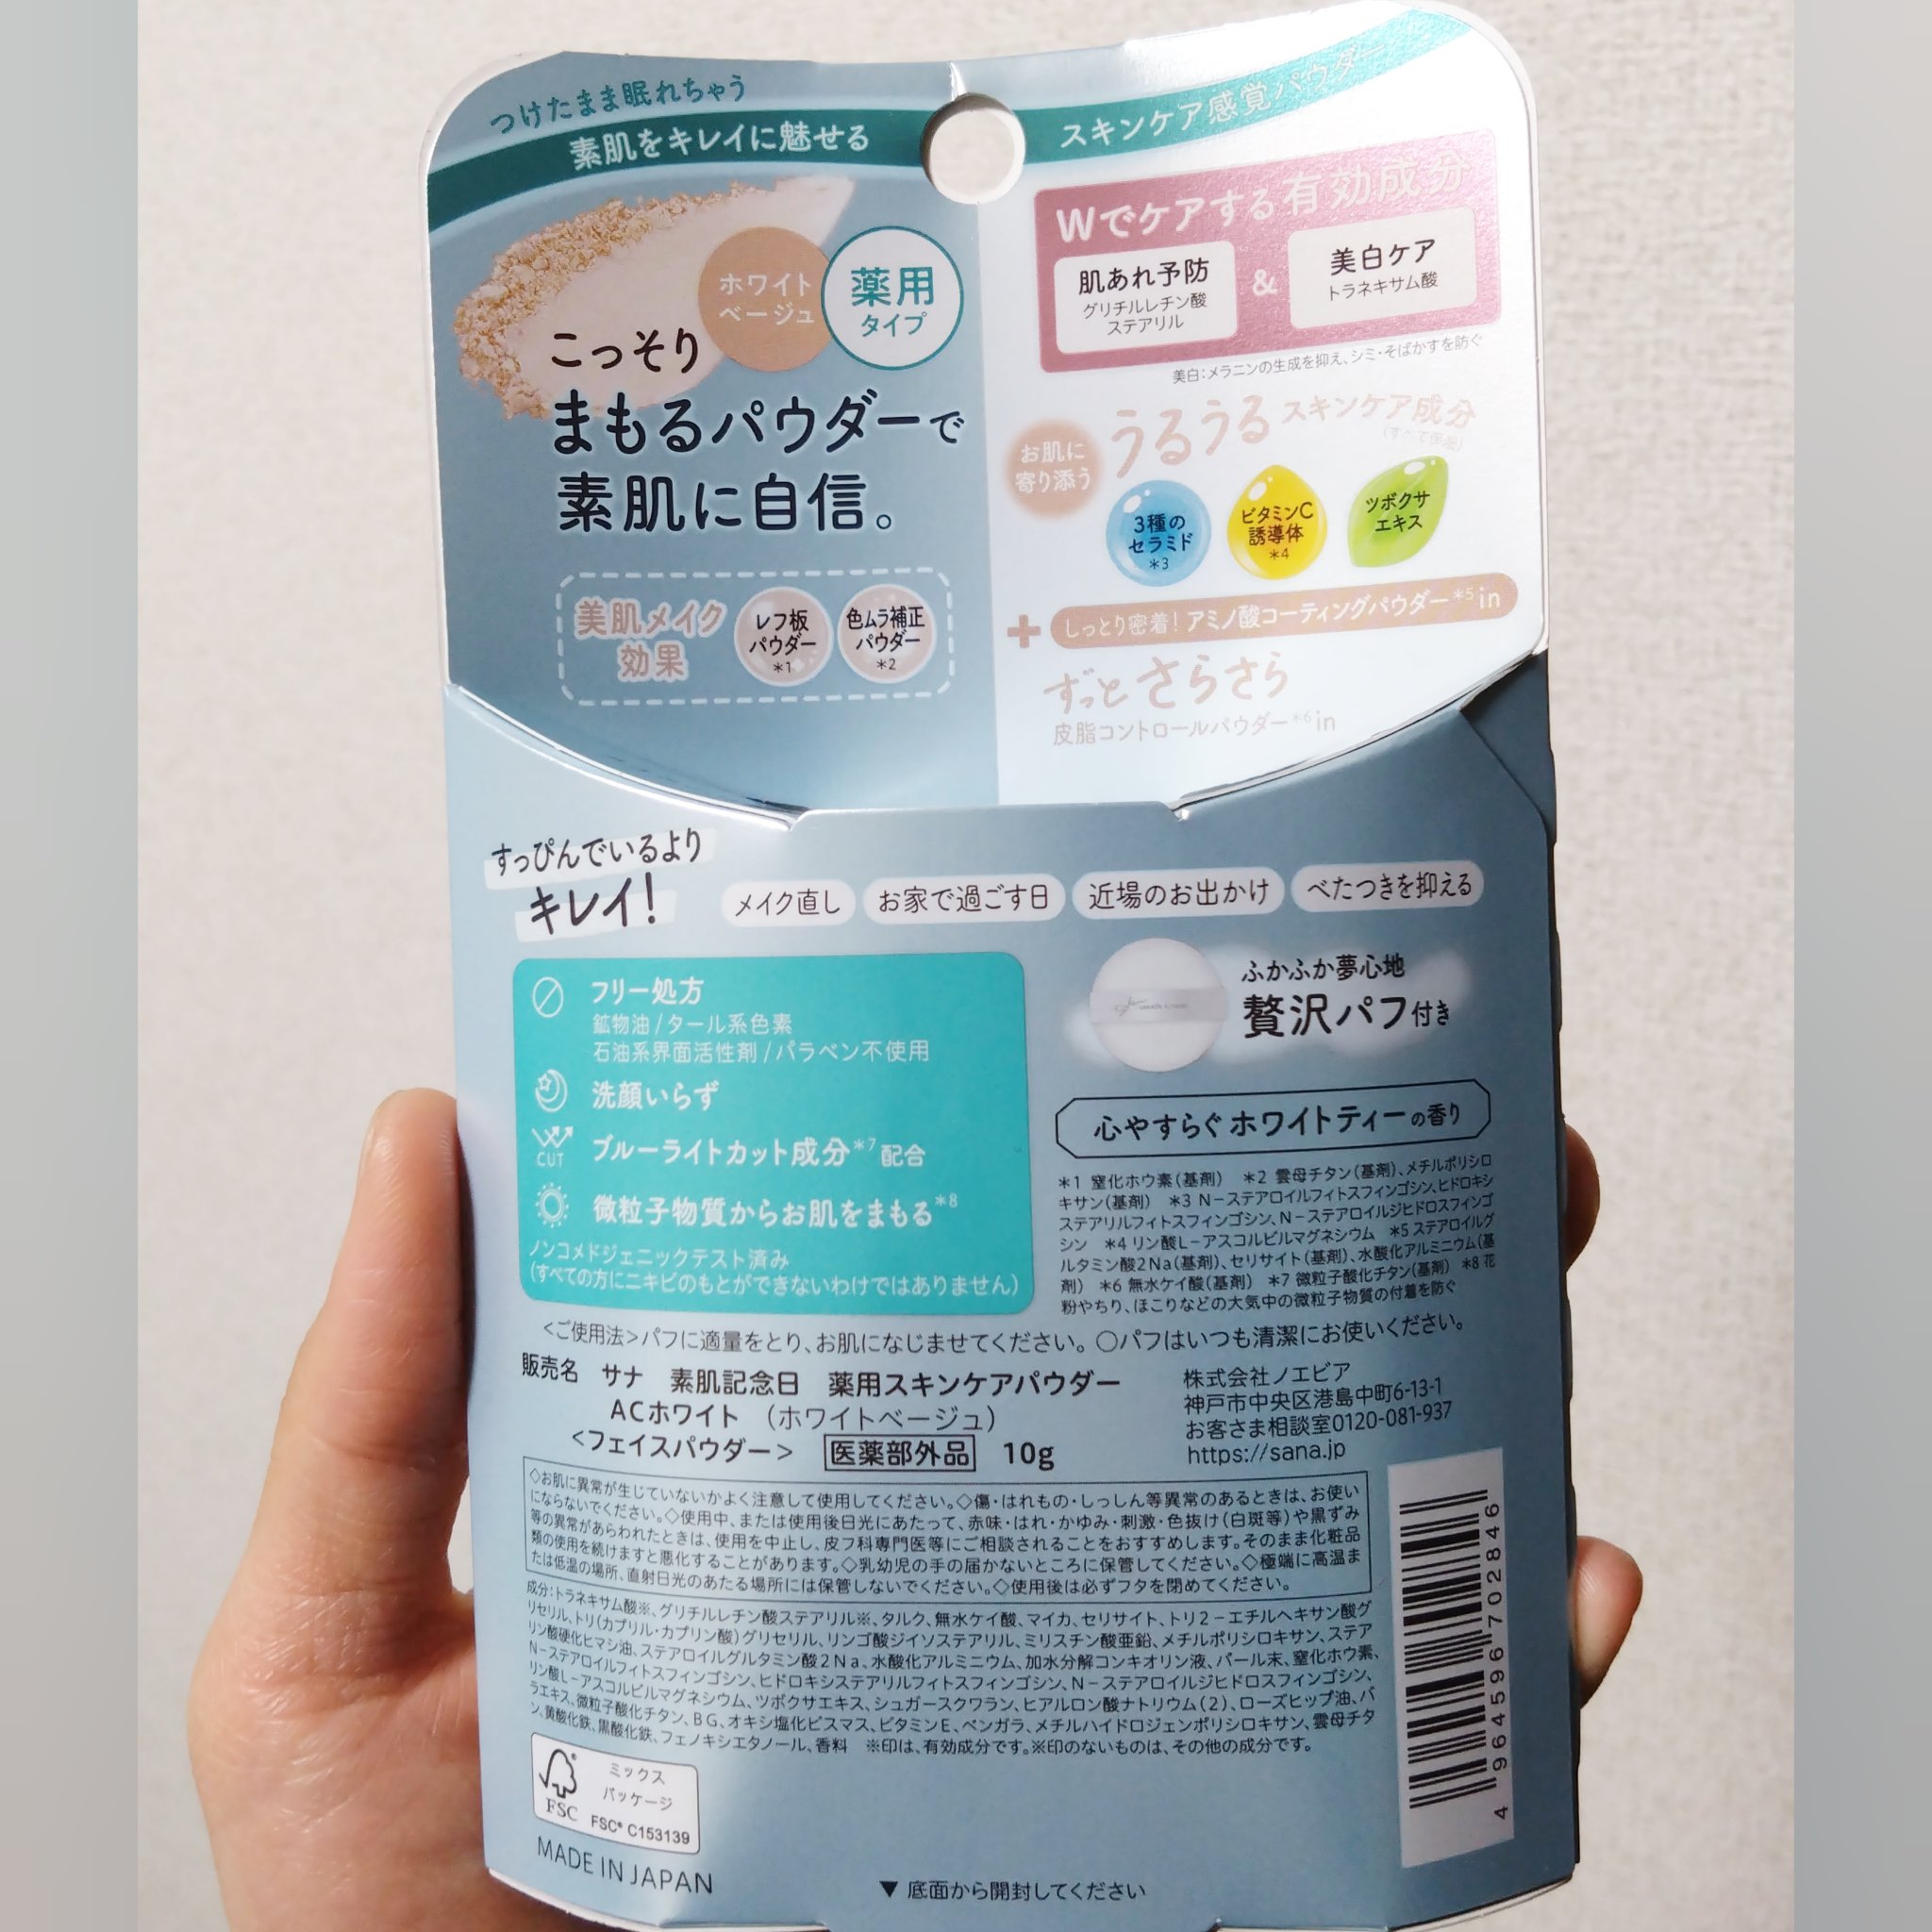 つけたまま眠れちゃう
素肌をキレイに魅せる
スキンケア感覚パウダー
ホワイト
ベージュ
薬用
タイプ
こっそり
まもるパウダーで
素肌に自信。
美肌メイク
効果
レフ板
パウダー
*1
色ムラ補正
パウダー
*2
Wでケアする有効成分
肌あれ予防
グリチルレチン酸
ステアリル
&
美白ケア
トラネキサム酸
美白:メラニンの生成を抑え、シミ・そばかすを防ぐ
お肌に
寄り添う
うるうるスキンケア成分
(すべて保湿)
3種の
セラミド
*3
ビタミンC
誘導体
*4
ツボクサ
エキス
+ しっとり密着!アミノ酸コーティングパウダー*5in
ずっとさらさら
皮脂コントロールパウダー*6in
すっぴんでいるより
キレイ!
メイク直し お家で過ごす日 近場のお出かけ べたつきを抑える
フリー処方
鉱物油/タール系色素
石油系界面活性剤/パラベン不使用
洗顔いらず
CUT
ブルーライトカット成分*7配合
微粒子物質からお肌をまもる*8
ノンコメドジェニックテスト済み
(すべての方にニキビのもとができないわけではありません)
ふかふか夢心地
贅沢パフ付き
心やすらぐホワイトティーの香り
*1 窒化ホウ素(基剤) *2 雲母チタン(基剤)、メチルポリシロ
キサン(基剤) *3 N-ステアロイルフィトスフィンゴシン、ヒドロキシ
ステアリルフィトスフィンゴシン、N-ステアロイルジヒドロスフィンゴ
シン *4 リン酸L-アスコルビルマグネシウム *5 ステアロイルグ
ルタミン酸2Na(基剤)、セリサイト(基剤)、水酸化アルミニウム(基
剤) *6 無水ケイ酸(基剤) *7 微粒子酸化チタン(基剤) *8 花
粉やちり、ほこりなどの大気中の微粒子物質の付着を防ぐ
<ご使用法>パフに適量をとり、お肌になじませてください。○パフはいつも清潔にお使いください。
販売名 サナ 素肌記念日 薬用スキンケアパウダー
ACホワイト (ホワイトベージュ)
<フェイスパウダー> 医薬部外品 10g
株式会社ノエビア
神戸市中央区港島中町6-13-1
お客さま相談室0120-081-937
https://sana.jp
◇お肌に異常が生じていないかよく注意して使用してください。◇傷・はれもの・しっしん等異常のあるときは、お使い
にならないでください。◇使用中、または使用後日光にあたって、赤味・はれ・かゆみ・刺激・色抜け(白斑等)や黒ずみ
等の異常があらわれたときは、使用を中止し、皮フ科専門医等にご相談されることをおすすめします。そのまま化粧品
類の使用を続けますと悪化することがあります。◇乳幼児の手の届かないところに保管してください。◇極端に高温ま
たは低温の場所、直射日光のあたる場所には保管しないでください。◇使用後は必ずフタを閉めてください。
成分:トラネキサム酸※、グリチルレチン酸ステアリル※、タルク、無水ケイ酸、マイカ、セリサイト、トリ2-エチルヘキサン酸グ
リセリル、トリ(カプリル・カプリン酸)グリセリル、リンゴ酸ジイソステアリル、ミリスチン酸亜鉛、メチルポリシロキサン、ステア
リン酸硬化ヒマシ油、ステアロイルグルタミン酸2Na、水酸化アルミニウム、加水分解コンキオリン液、パール末、窒化ホウ素、
N-ステアロイルフィトスフィンゴシン、ヒドロキシステアリルフィトスフィンゴシン、N-ステアロイルジヒドロスフィンゴシン、
リン酸L-アスコルビルマグネシウム、ツボクサエキス、シュガースクワラン、ヒアルロン酸ナトリウム(2)、ローズヒップ油、バ
ラエキス、微粒子酸化チタン、BG、オキシ塩化ビスマス、ビタミンE、ベンガラ、メチルハイドロジェンポリシロキサン、雲母チタ
ン、黄酸化鉄、黒酸化鉄、フェノキシエタノール、香料 ※印は、有効成分です。※印のないものは、その他の成分です。
4 964596 702846
FSC
ミックス
パッケージ
FSC® C153139
MADE IN JAPAN
▼ 底面から開封してください